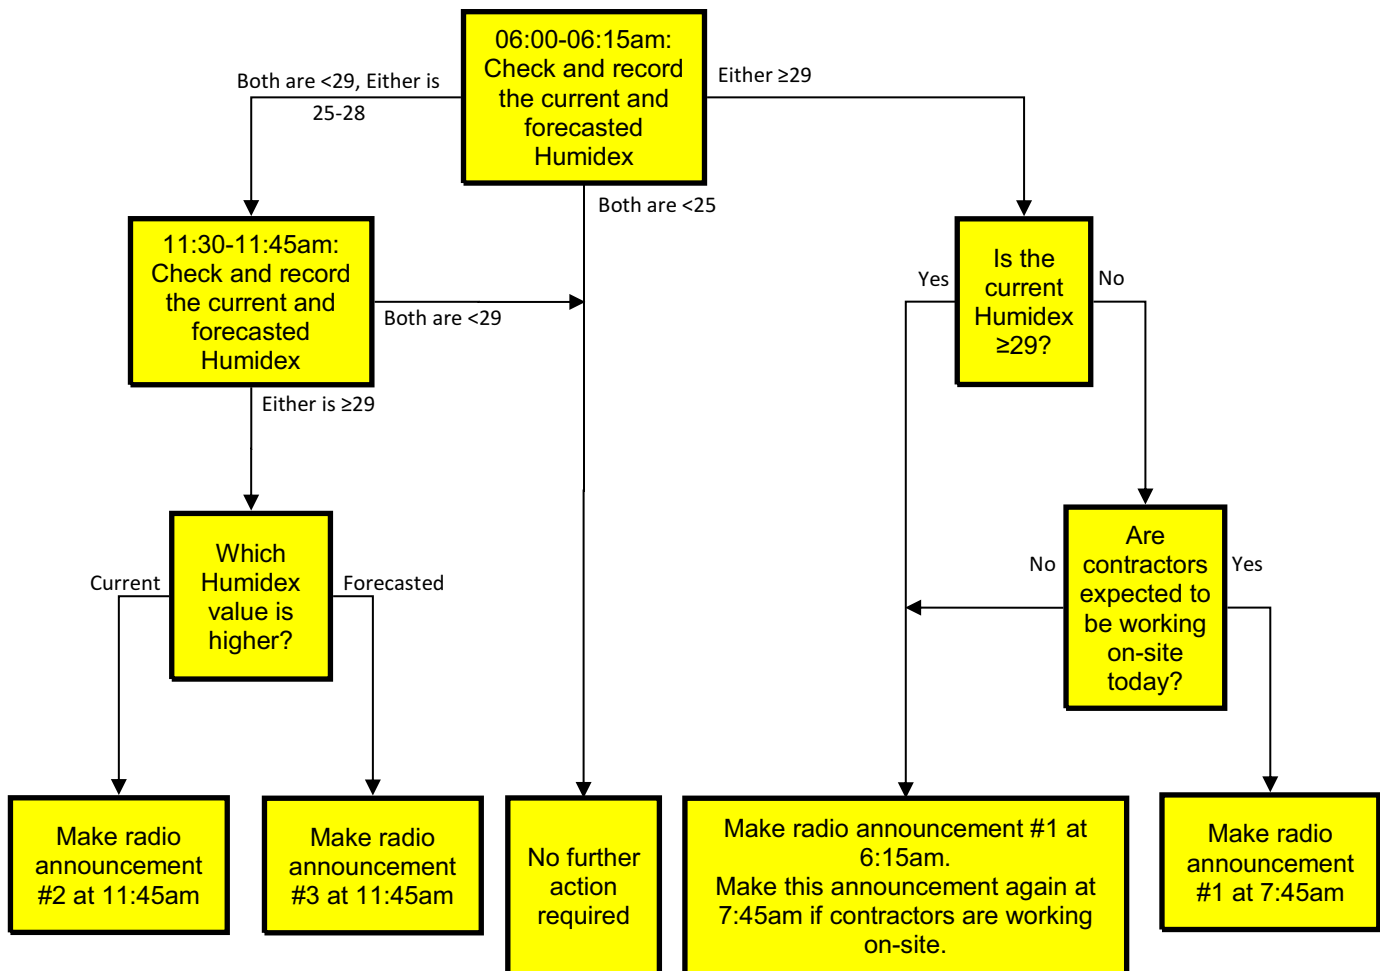 06:00-06:15am:
Check and record
the current and
forecasted
Humidex
Both are <29, Either is
25-28
Either ≥29
Both are <25
11:30-11:45am:
Check and record
the current and
forecasted
Humidex
Both are <29
Either is ≥29
Is the
current
Humidex
≥29?
Yes
No
Which
Humidex
value is
higher?
Current
Forecasted
Are
contractors
expected to
be working
on-site
today?
No
Yes
Make radio
announcement
#2 at 11:45am
Make radio
announcement
#3 at 11:45am
No further
action
required
Make radio announcement #1 at
6:15am.
Make this announcement again at
7:45am if contractors are working
on-site.
Make radio
announcement
#1 at 7:45am